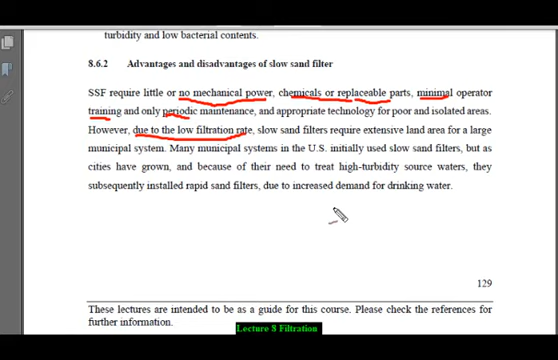 turbidity and low bacterial contents.
8.6.2 Advantages and disadvantages of slow sand filter
SSF require little or no mechanical power, chemicals or replaceable parts, minimal operator
training and only periodic maintenance, and appropriate technology for poor and isolated areas.
However, due to the low filtration rate, slow sand filters require extensive land area for a large
municipal system. Many municipal systems in the U.S. initially used slow sand filters, but as
cities have grown, and because of their need to treat high-turbidity source waters, they
subsequently installed rapid sand filters, due to increased demand for drinking water.
129
These lectures are intended to be as a guide for this course. Please check the references for
further information.
Lecture 8 Filtration